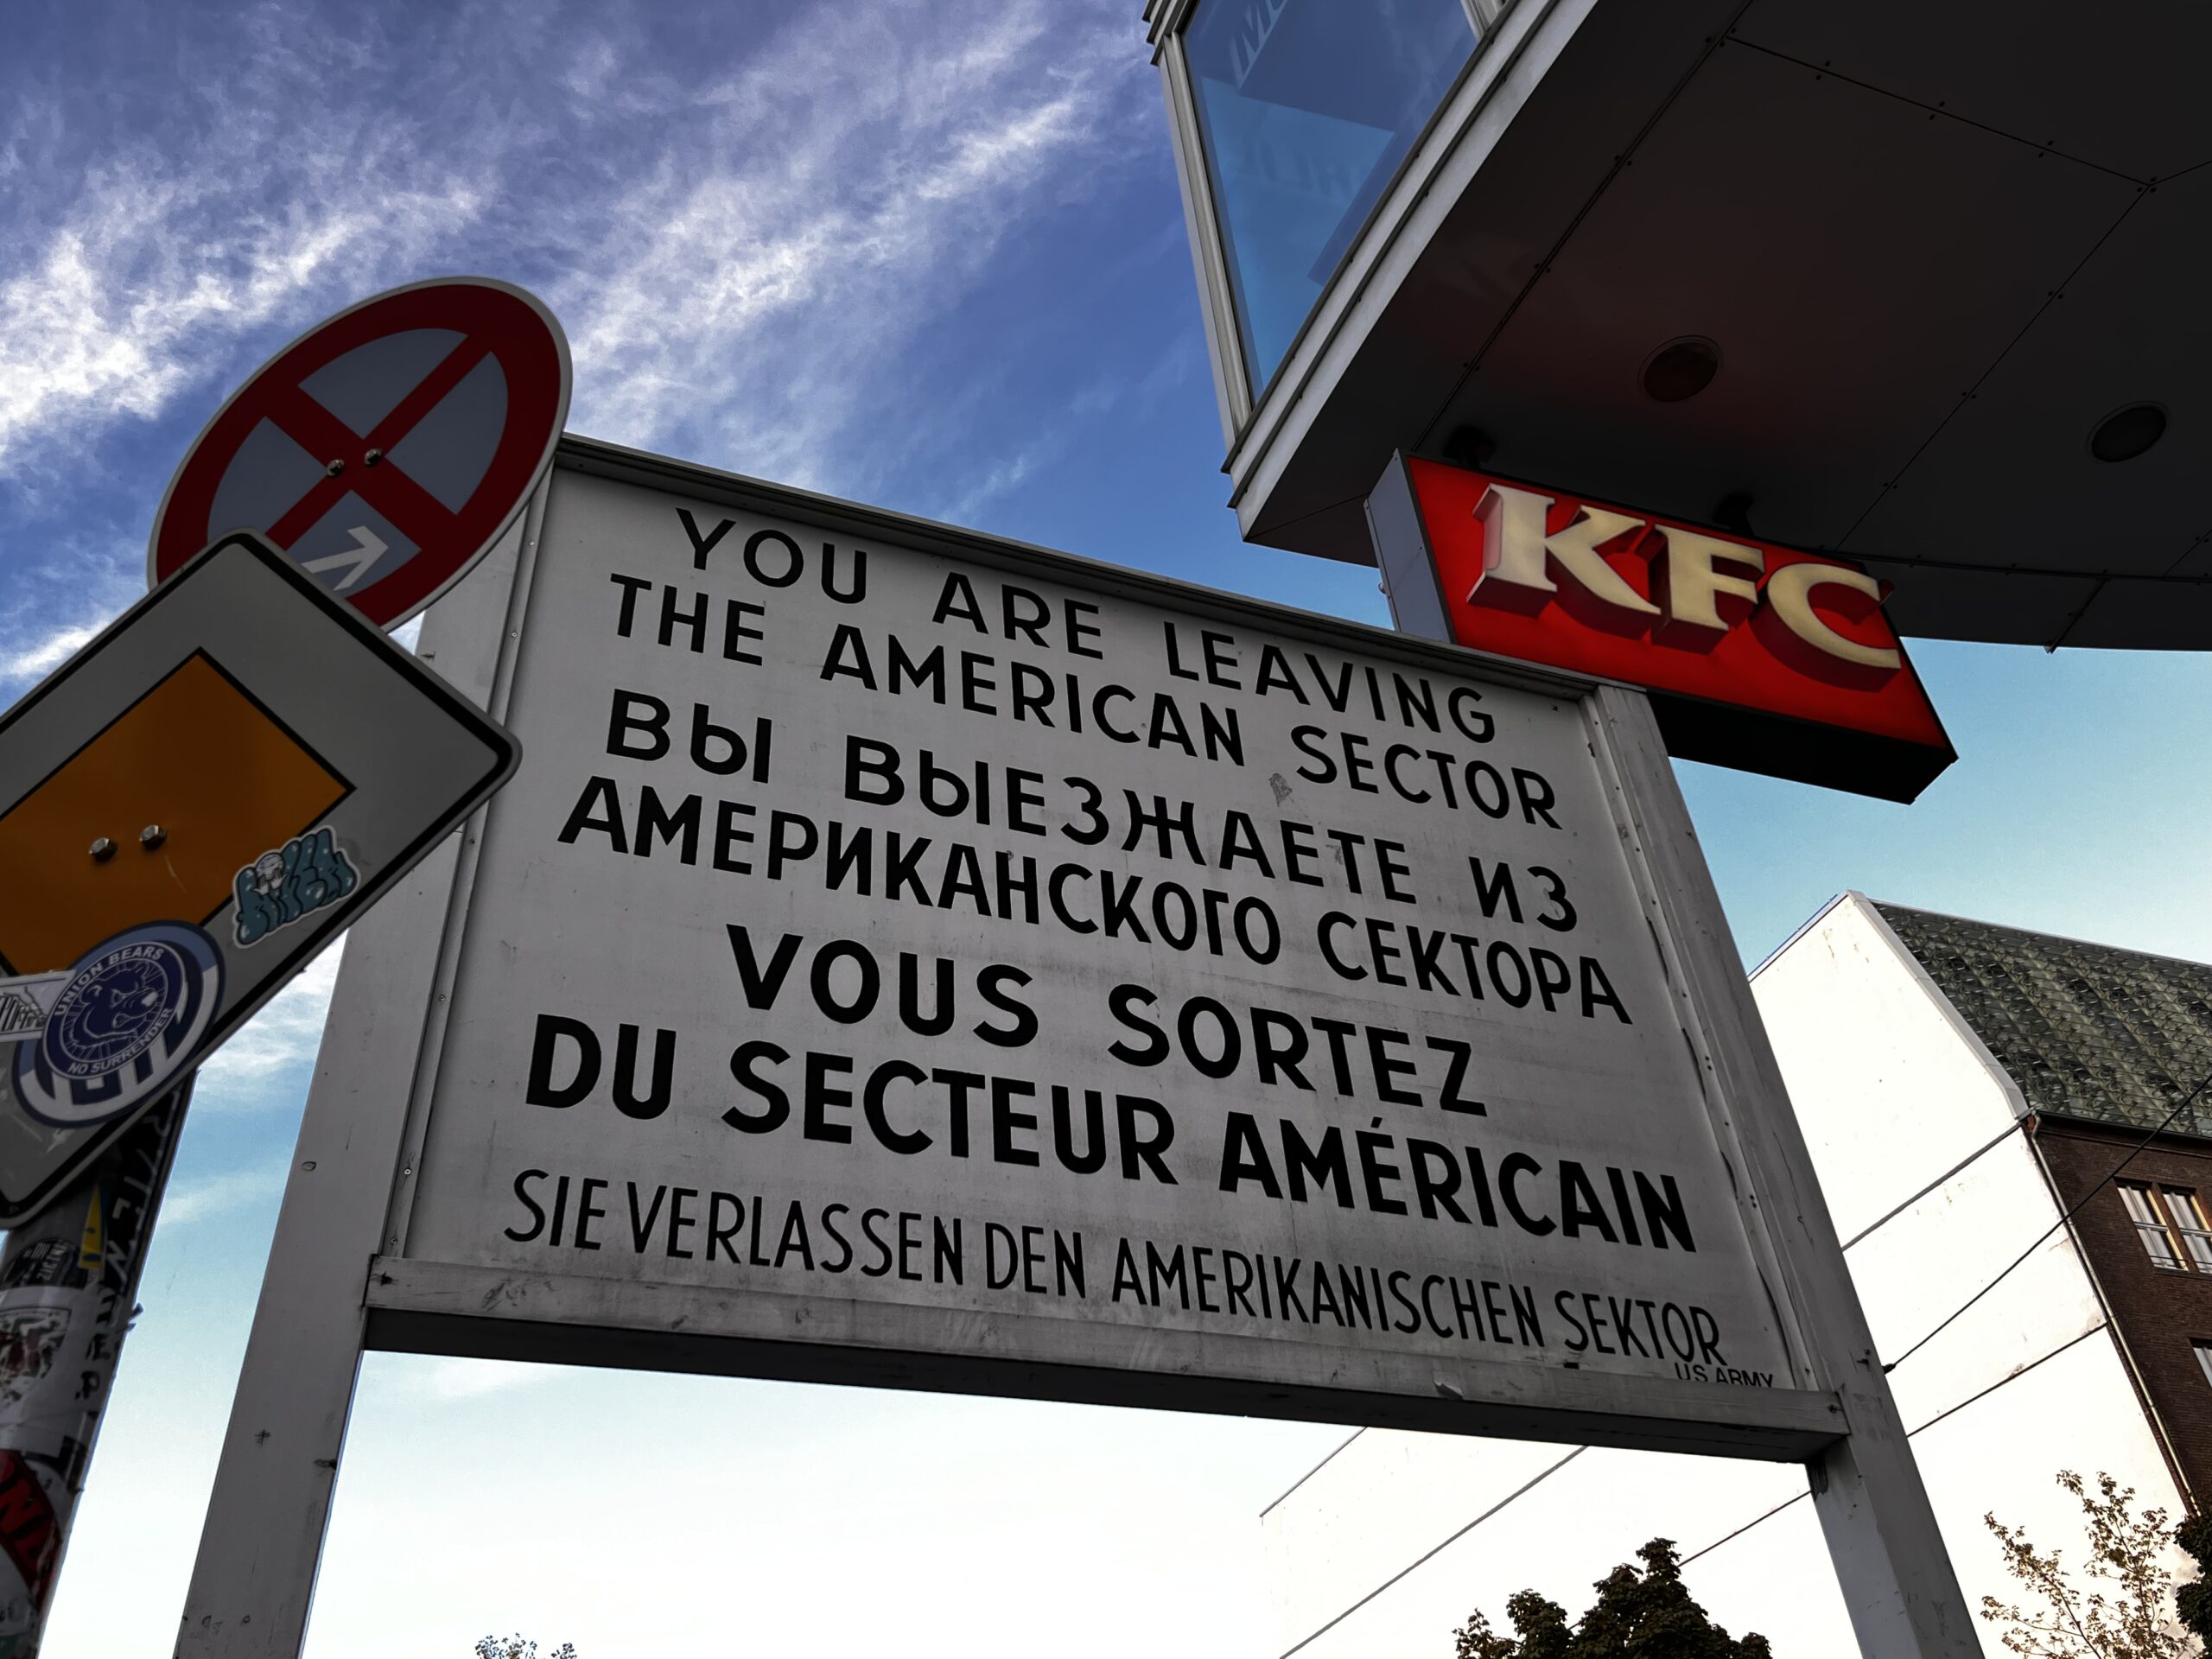 YOU ARE LEAVING
THE AMERICAN SECTOR
ВЫ ВЫЕЗЖАЕТЕ ИЗ
АМЕРИКАНСКОГО СЕКТОРА
VOUS SORTEZ
DU SECTEUR AMÉRICAIN
SIE VERLASSEN DEN AMERIKANISCHEN SEKTOR
US ARMY
KFC
UNION BEARS
NO SURRENDER